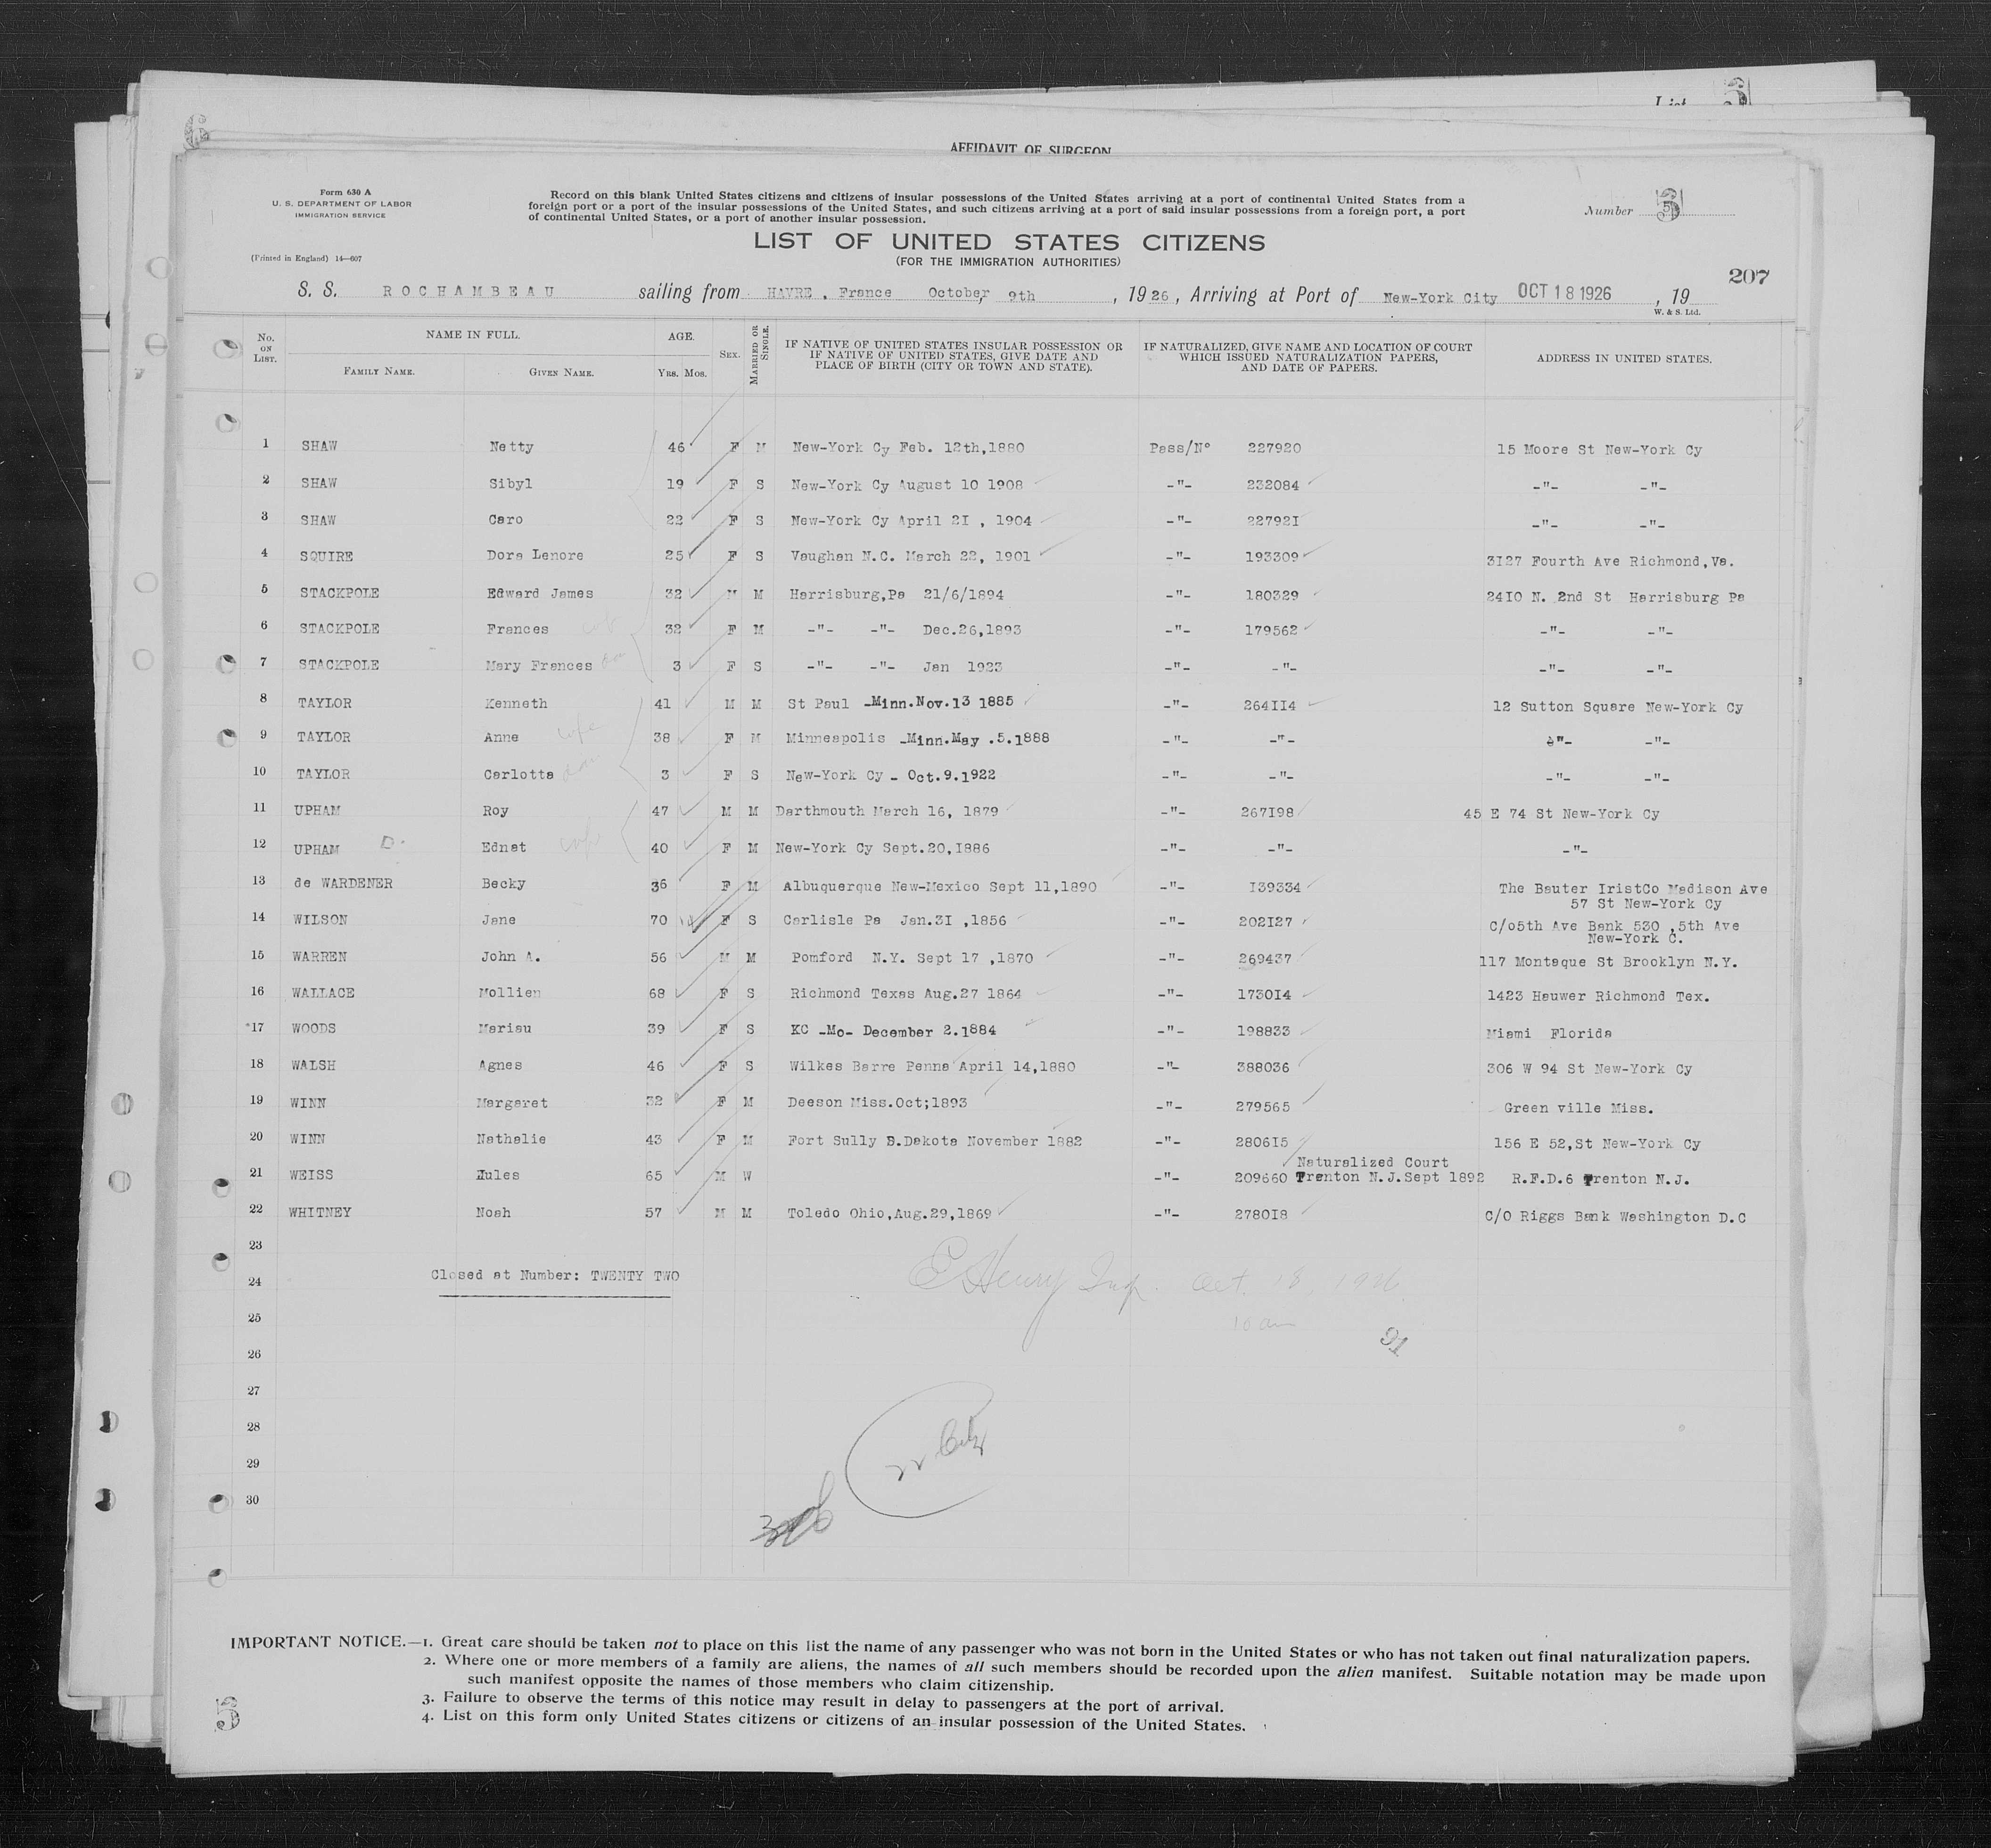 AFFIDAVIT OF SURGEON
Form 630 A
U. S. DEPARTMENT OF LABOR
IMMIGRATION SERVICE
(Printed in England) 14—607
Record on this blank United States citizens and citizens of insular possessions of the United States arriving at a port of continental United States from a
foreign port or a port of the insular possessions of the United States, and such citizens arriving at a port of said insular possessions from a foreign port, a port
of continental United States, or a port of another insular possession.
Number 5
LIST OF UNITED STATES CITIZENS
(FOR THE IMMIGRATION AUTHORITIES)
207
S. S. ROCHAMBEAU sailing from HAVRE, France October, 9th, 1926, Arriving at Port of New-York City OCT 18 1926, 19
W. & S. Ltd.
No. ON LIST. NAME IN FULL. FAMILY NAME. GIVEN NAME. AGE. YRS. MOS. SEX. MARRIED OR SINGLE. IF NATIVE OF UNITED STATES INSULAR POSSESSION OR IF NATIVE OF UNITED STATES, GIVE DATE AND PLACE OF BIRTH (CITY OR TOWN AND STATE). IF NATURALIZED, GIVE NAME AND LOCATION OF COURT WHICH ISSUED NATURALIZATION PAPERS, AND DATE OF PAPERS. ADDRESS IN UNITED STATES.
1 SHAW Netty 46 F M New-York Cy Feb. 12th,1880 Pass/N° 227920 15 Moore St New-York Cy
2 SHAW Sibyl 19 F S New-York Cy August 10 1908 -"- 232084 -"- -"-
3 SHAW Caro 22 F S New-York Cy April 2I , 1904 -"- 22792I -"- -"-
4 SQUIRE Dora Lenore 25 F S Vaughan N.C. March 22, 1901 -"- 193309 3I27 Fourth Ave Richmond,Va.
5 STACKPOLE Edward James 32 M M Harrisburg,Pa 21/6/1894 -"- 180329 24I0 N. 2nd St Harrisburg Pa
6 STACKPOLE Frances wife 32 F M -"- -"- Dec.26,1893 -"- 179562 -"- -"-
7 STACKPOLE Mary Frances dau 3 F S -"- -"- Jan 1923 -"- -"- -"- -"-
8 TAYLOR Kenneth 41 M M St Paul -Minn.Nov.13 1885 -"- 264II4 12 Sutton Square New-York Cy
9 TAYLOR Anne wife 38 F M Minneapolis -Minn.May .5.1888 -"- -"- -"- -"-
10 TAYLOR Carlotta dau 3 F S New-York Cy - Oct.9.1922 -"- -"- -"- -"-
11 UPHAM Roy 47 M M Darthmouth March 16, 1879 -"- 267I98 45 E 74 St New-York Cy
12 UPHAM D. Ednat wife 40 F M New-York Cy Sept.20,I886 -"- -"- -"-
13 de WARDENER Becky 36 F M Albuquerque New-Mexico Sept 11,1890 -"- I39334 The Bauter IristCo Madison Ave
57 St New-York Cy
14 WILSON Jane 70 F S Carlisle Pa Jan.3I ,1856 -"- 202I27 C/o5th Ave Bank 530 ,5th Ave
New-York C.
15 WARREN John A. 56 M M Pomford N.Y. Sept 17 ,1870 -"- 269437 117 Montaque St Brooklyn N.Y.
16 WALLACE Mollien 68 F S Richmond Texas Aug.27 1864 -"- 1730I4 1423 Hauwer Richmond Tex.
17 WOODS Mariau 39 F S KC -Mo- December 2.1884 -"- 198833 Miami Florida
18 WALSH Agnes 46 F S Wilkes Barre Penna April 14,1880 -"- 388036 306 W 94 St New-York Cy
19 WINN Margaret 32 F M Deeson Miss.Oct;1893 -"- 279565 Green ville Miss.
20 WINN Nathalie 43 F M Fort Sully S.Dakota November 1882 -"- 2806I5 156 E 52,St New-York Cy
21 WEISS Jules 65 M W -"- 209660 Naturalized Court
Trenton N.J.Sept 1892 R.F.D.6 Trenton N.J.
22 WHITNEY Noah 57 M M Toledo Ohio,Aug.29,1869 -"- 2780I8 C/O Riggs Bank Washington D.C
23
24 Closed at Number: TWENTY TWO
E Henry Insp. Oct. 18, 1926
10 am
25
91
26
27
28
29
30
IMPORTANT NOTICE.—1. Great care should be taken not to place on this list the name of any passenger who was not born in the United States or who has not taken out final naturalization papers.
2. Where one or more members of a family are aliens, the names of all such members should be recorded upon the alien manifest. Suitable notation may be made upon
such manifest opposite the names of those members who claim citizenship.
3. Failure to observe the terms of this notice may result in delay to passengers at the port of arrival.
4. List on this form only United States citizens or citizens of an insular possession of the United States.
5